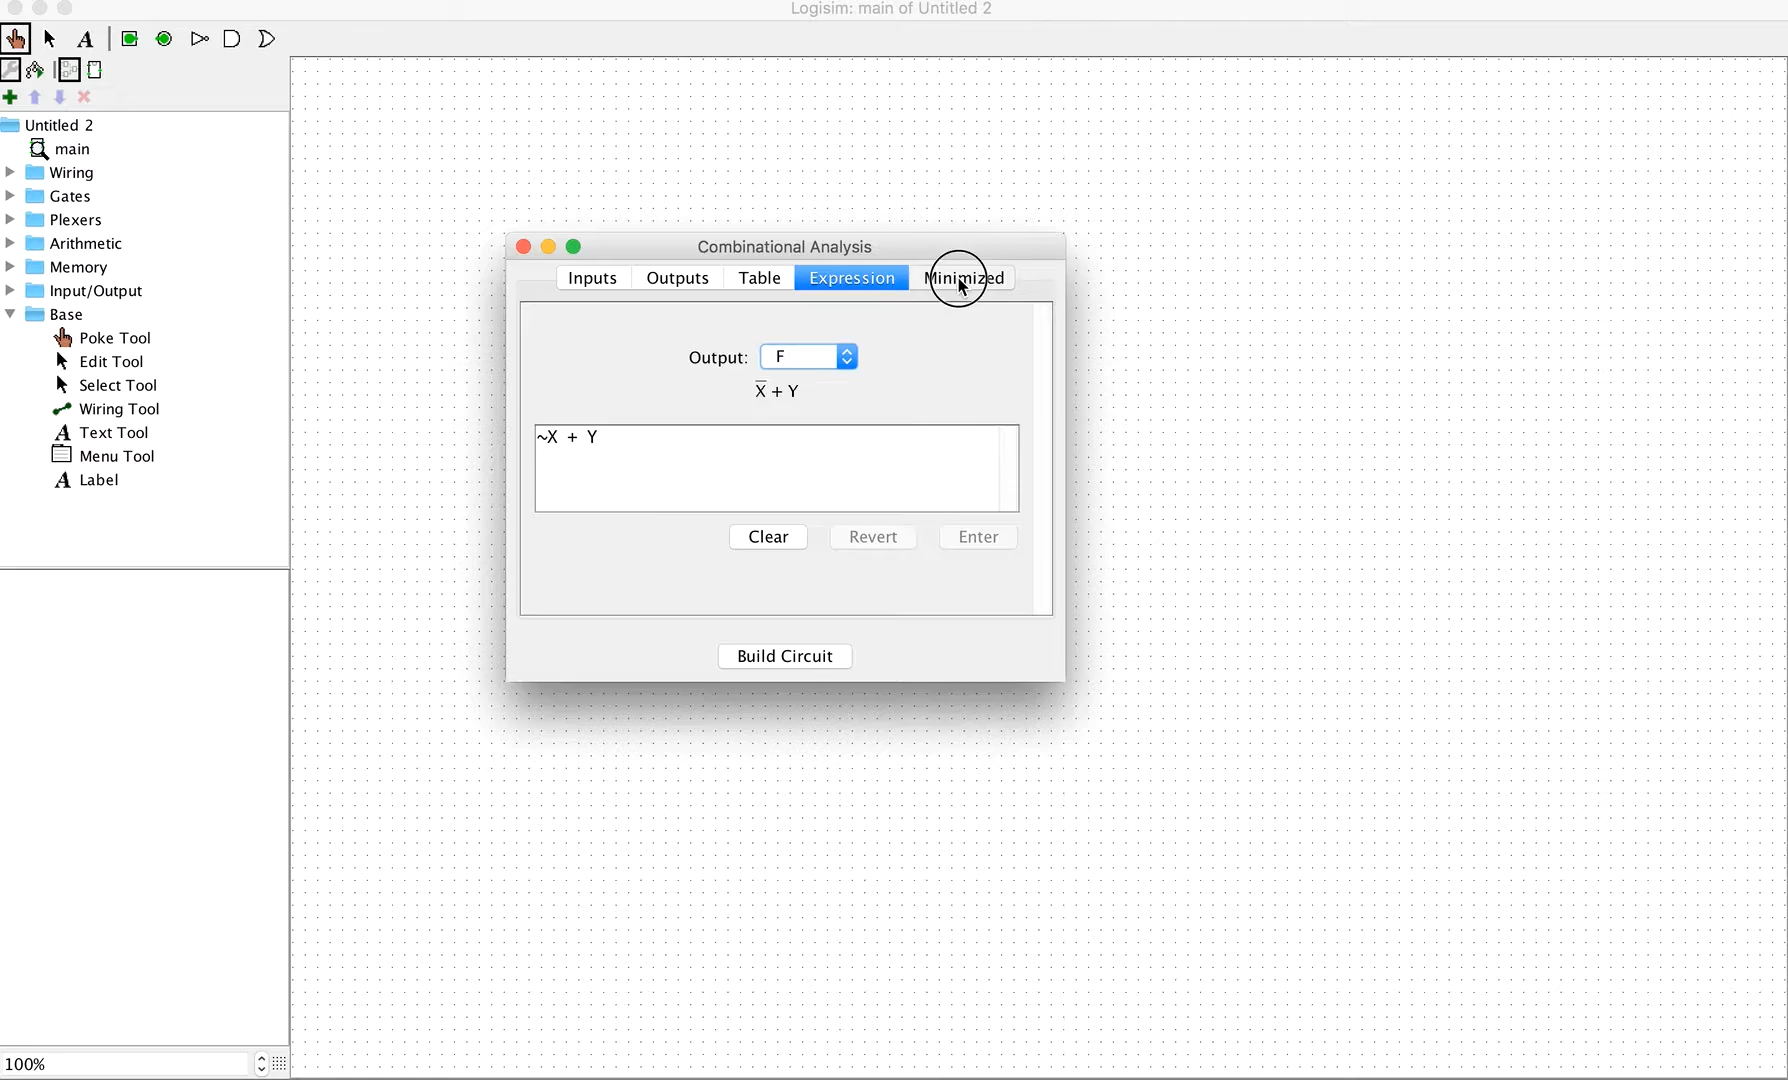 Logisim: main of Untitled 2
A
Untitled 2
main
Wiring
Gates
Plexers
Arithmetic
Memory
Input/Output
Base
Poke Tool
Edit Tool
Select Tool
Wiring Tool
A Text Tool
Menu Tool
A Label
100%
Combinational Analysis
Inputs Outputs Table Expression Minimized
Output: F
X̅ + Y
~X + Y
Clear Revert Enter
Build Circuit